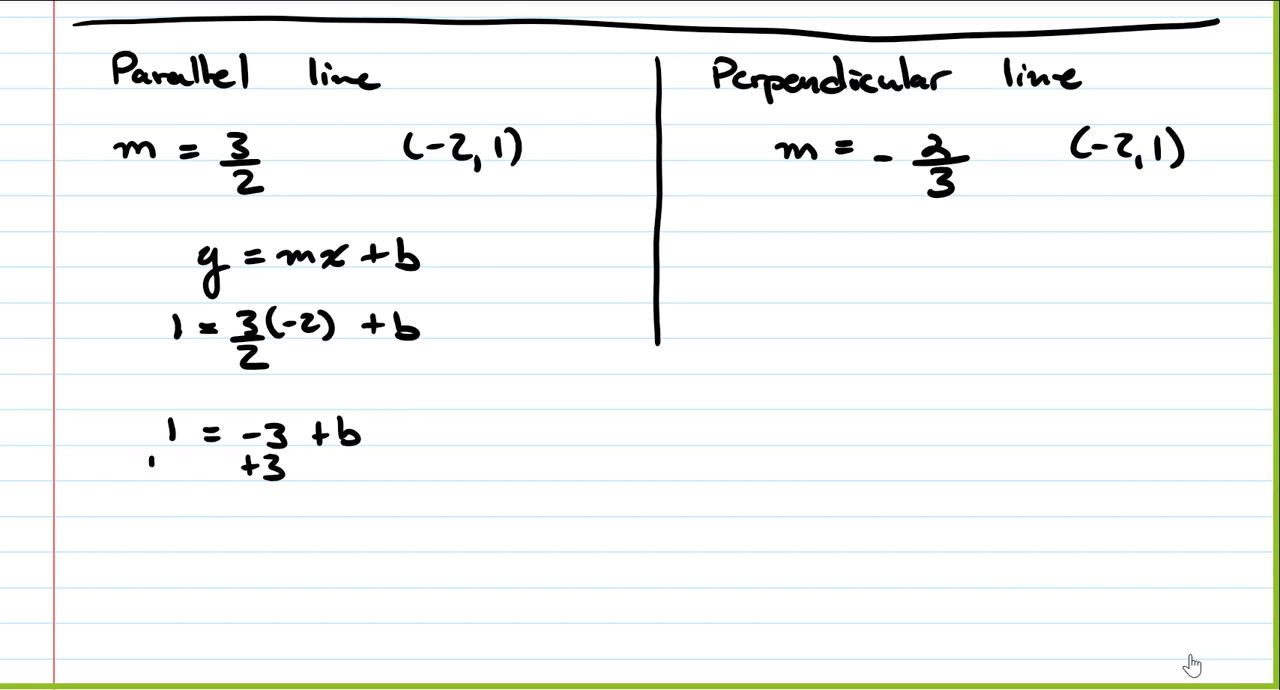 Parallel line
m = 3/2 (-2, 1)
y = mx + b
1 = 3/2 (-2) + b
1 = -3 + b
+3
Perpendicular line
m = - 2/3 (-2, 1)